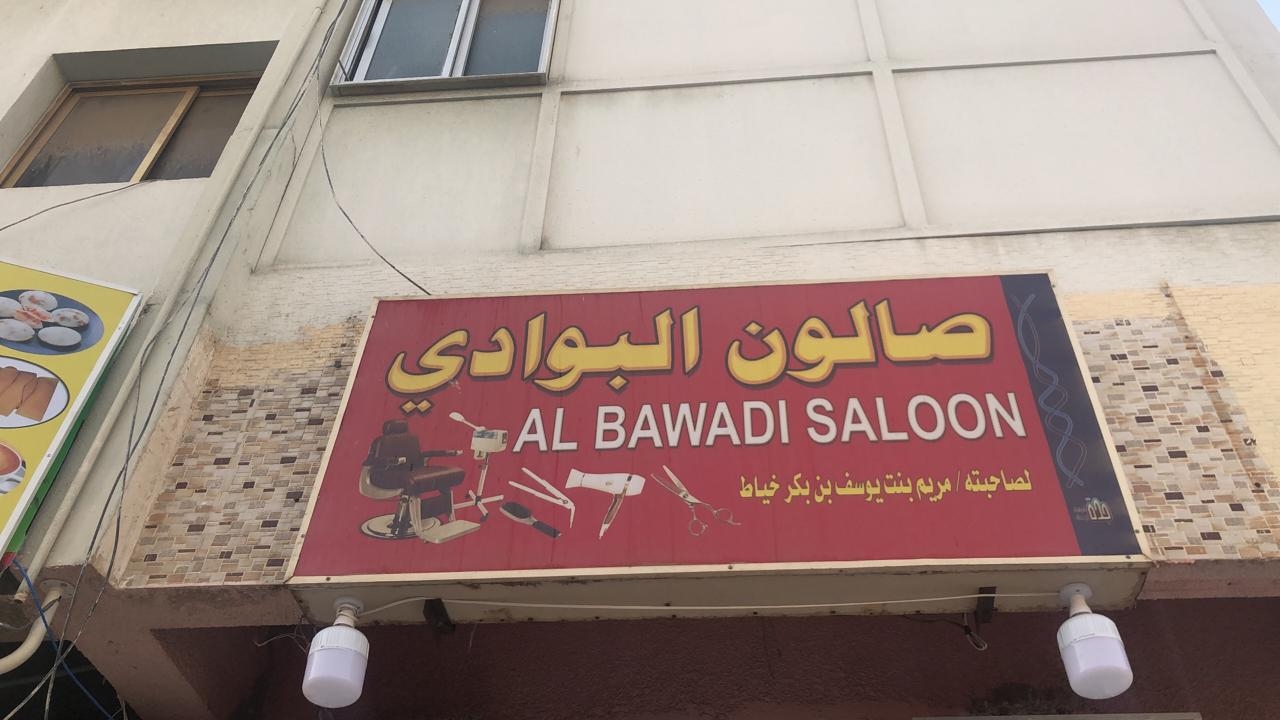 صالون البوادي
AL BAWADI SALOON
لصاحبته / مريم بنت يوسف بن بكر خياط